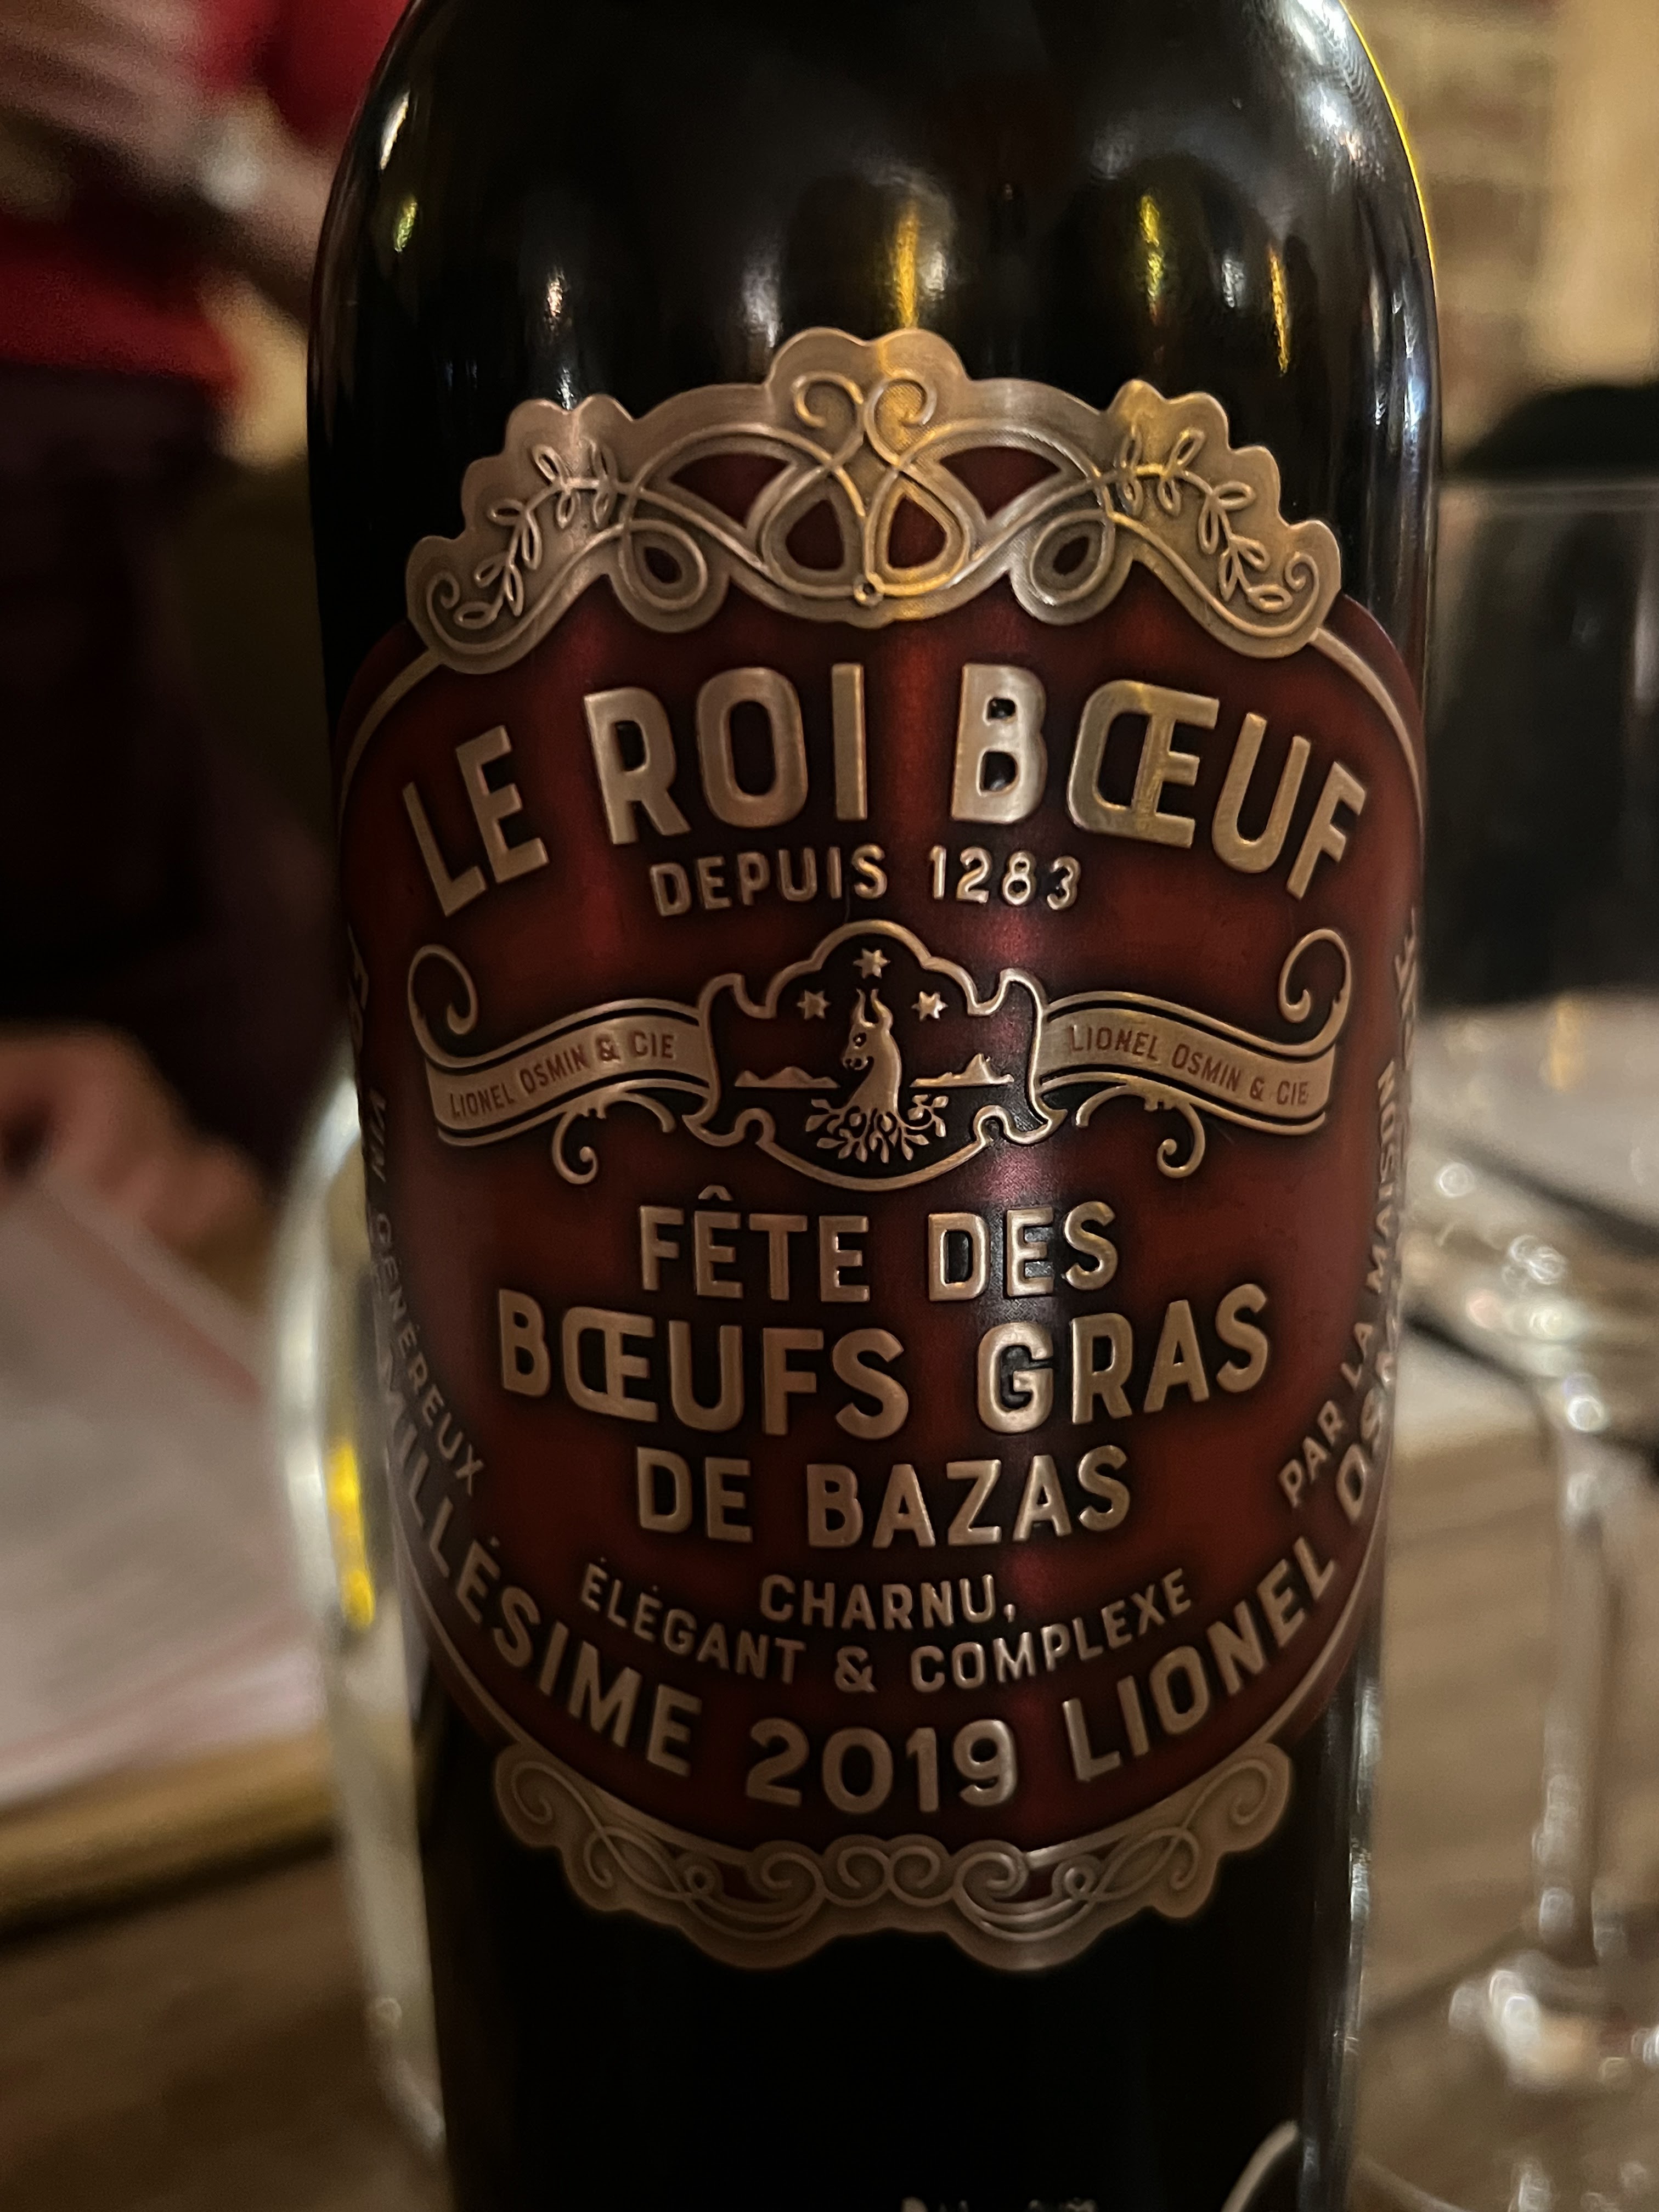 LE ROI BŒUF
DEPUIS 1283
LIONEL OSMIN & CIE
LIONEL OSMIN & CIE
FÊTE DES
BŒUFS GRAS
DE BAZAS
CHARNU,
ÉLÉGANT & COMPLEXE
VIN GÉNÉREUX
PAR LA MAISON
MILLÉSIME 2019 LIONEL